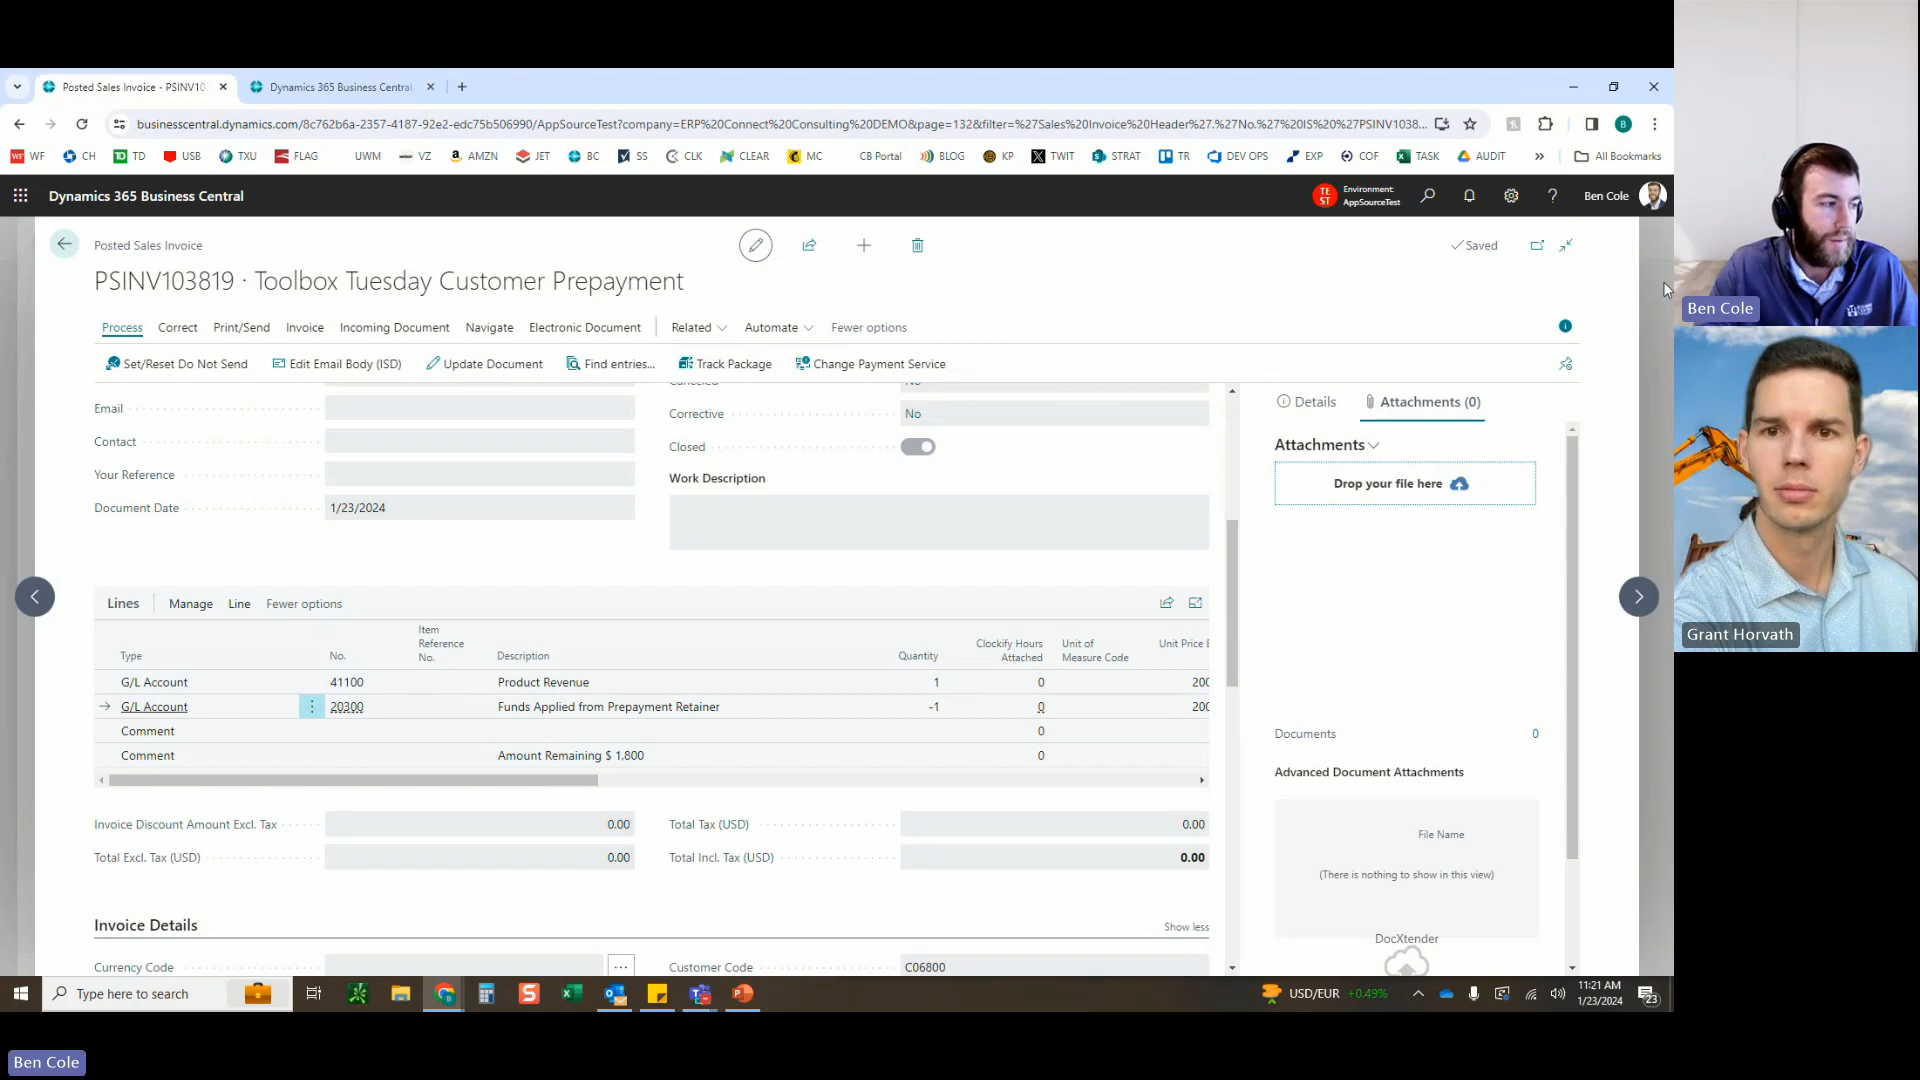 Posted Sales Invoice - PSINV10
Dynamics 365 Business Central
businesscentral.dynamics.com/8c762b6a-2357-4187-92e2-edc75b506990/AppSourceTest?company=ERP%20Connect%20Consulting%20DEMO&page=132&filter=%27Sales%20Invoice%20Header%27.%27No.%27%20IS%20%27PSINV1038...
WF CH TD USB TXU FLAG UWM VZ AMZN JET BC SS CLK CLEAR MC CB Portal BLOG KP TWIT STRAT TR DEV OPS EXP COF TASK AUDIT » All Bookmarks
Dynamics 365 Business Central
TE ST
Environment:
AppSourceTest
Ben Cole
Posted Sales Invoice
Saved
PSINV103819 · Toolbox Tuesday Customer Prepayment
Process Correct Print/Send Invoice Incoming Document Navigate Electronic Document Related Automate Fewer options
Set/Reset Do Not Send Edit Email Body (ISD) Update Document Find entries... Track Package Change Payment Service
Email
Contact
Your Reference
Document Date 1/23/2024
Canceled No
Corrective No
Closed
Work Description
Details Attachments (0)
Attachments
Drop your file here
Documents 0
Advanced Document Attachments
File Name
(There is nothing to show in this view)
DocXtender
Lines Manage Line Fewer options
Type No. Item Reference No. Description Quantity Clockify Hours Attached Unit of Measure Code Unit Price E
G/L Account 41100 Product Revenue 1 0 200
G/L Account 20300 Funds Applied from Prepayment Retainer -1 0 200
Comment 0
Comment Amount Remaining $ 1,800 0
Invoice Discount Amount Excl. Tax 0.00 Total Tax (USD) 0.00
Total Excl. Tax (USD) 0.00 Total Incl. Tax (USD) 0.00
Invoice Details Show less
Currency Code ... Customer Code C06800
Type here to search
USD/EUR +0.49%
11:21 AM
1/23/2024
23
Ben Cole
Grant Horvath
Ben Cole